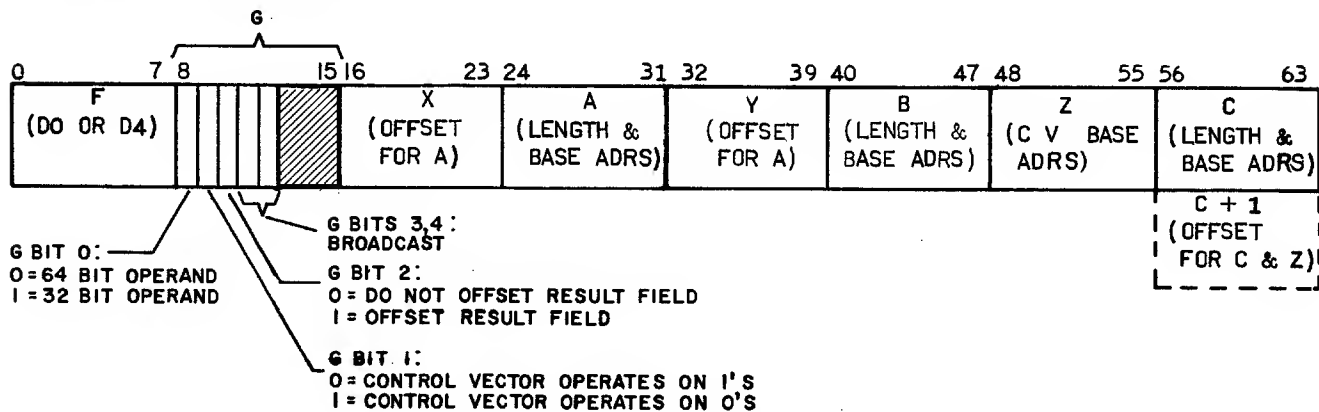 G
0 7 8 15 16 23 24 31 32 39 40 47 48 55 56 63
F
(DO OR D4)
X
(OFFSET
FOR A)
A
(LENGTH &
BASE ADRS)
Y
(OFFSET
FOR A)
B
(LENGTH &
BASE ADRS)
Z
(C V BASE
ADRS)
C
(LENGTH &
BASE ADRS)
C + 1
(OFFSET
FOR C & Z)
G BITS 3,4:
BROADCAST
G BIT 0:
0=64 BIT OPERAND
1=32 BIT OPERAND
G BIT 2:
0= DO NOT OFFSET RESULT FIELD
1= OFFSET RESULT FIELD
G BIT 1:
0= CONTROL VECTOR OPERATES ON 1'S
1= CONTROL VECTOR OPERATES ON 0'S